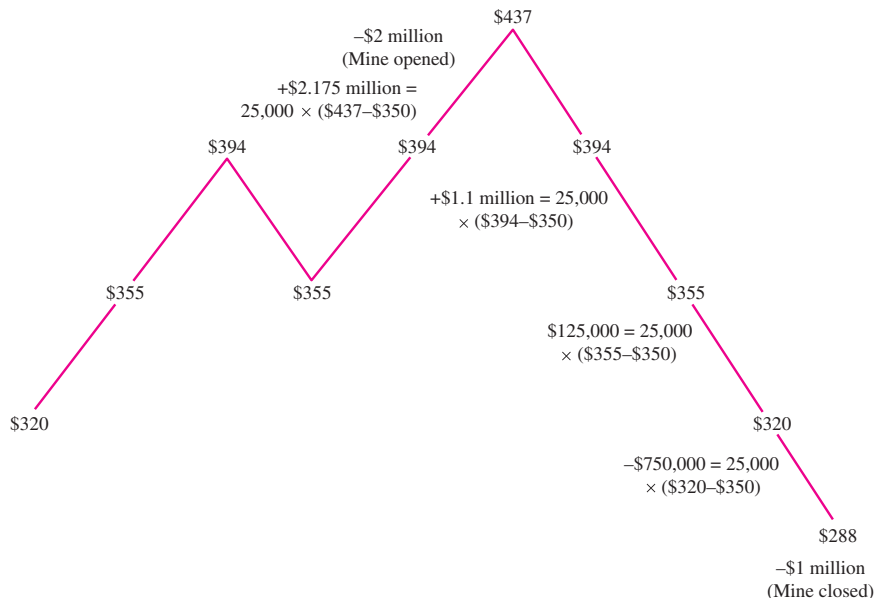 $437
–$2 million
(Mine opened)
+$2.175 million =
25,000 × ($437–$350)
$394
$394
$394
+$1.1 million = 25,000
× ($394–$350)
$355
$355
$355
$125,000 = 25,000
× ($355–$350)
$320
$320
–$750,000 = 25,000
× ($320–$350)
$288
–$1 million
(Mine closed)